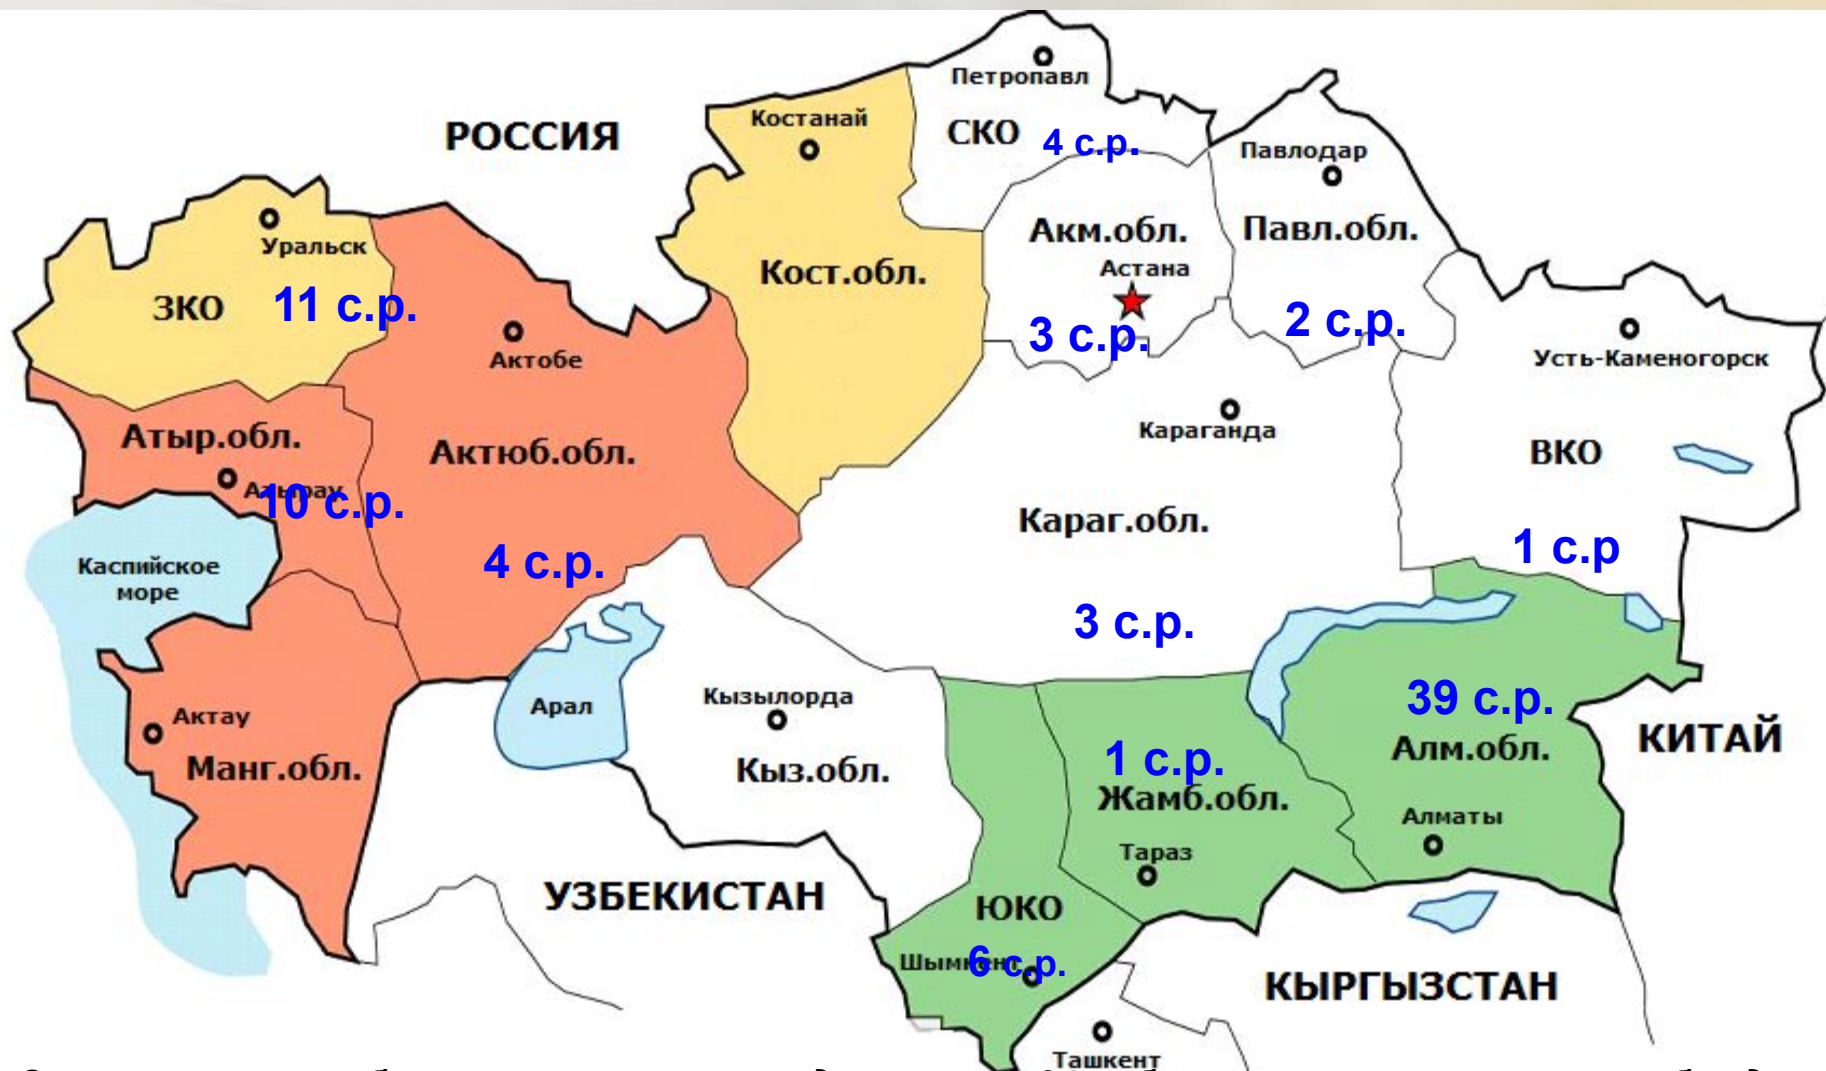 Петропавл
РОССИЯ
Костанай
СКО
4 с.р.
Павлодар
Уральск
Акм.обл.
Павл.обл.
Кост.обл.
Астана
ЗКО
11 с.р.
3 с.р.
2 с.р.
Актобе
Усть-Каменогорск
Атыр.обл.
Актюб.обл.
Караганда
ВКО
Атырау
10 с.р.
Караг.обл.
Каспийское
море
4 с.р.
1 с.р
3 с.р.
Актау
Арал
Кызылорда
39 с.р.
КИТАЙ
Манг.обл.
Кыз.обл.
1 с.р.
Алм.обл.
Жамб.обл.
Алматы
Тараз
УЗБЕКИСТАН
ЮКО
Шымкент
6 с.р.
КЫРГЫЗСТАН
Ташкент